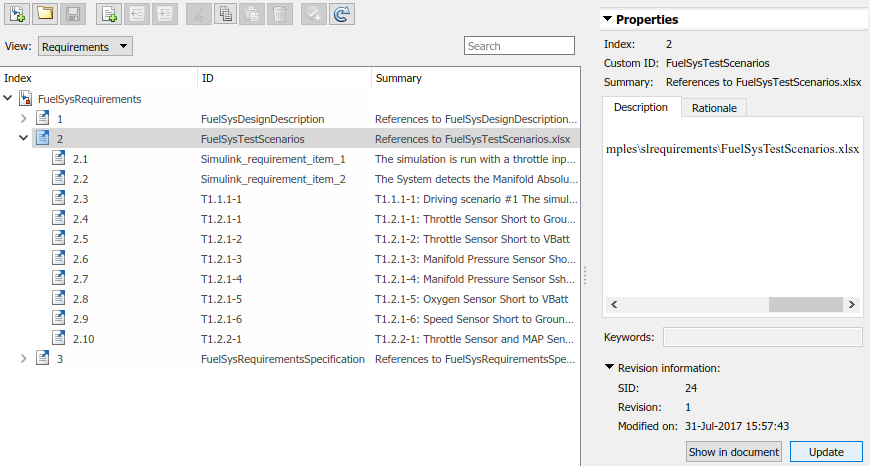 View: Requirements
Search
Index ID Summary
FuelSysRequirements
1 FuelSysDesignDescription References to FuelSysDesignDescription...
2 FuelSysTestScenarios References to FuelSysTestScenarios.xlsx
2.1 Simulink_requirement_item_1 The simulation is run with a throttle inp...
2.2 Simulink_requirement_item_2 The System detects the Manifold Absolu...
2.3 T1.1.1-1 T1.1.1-1: Driving scenario #1 The simul...
2.4 T1.2.1-1 T1.2.1-1: Throttle Sensor Short to Grou...
2.5 T1.2.1-2 T1.2.1-2: Throttle Sensor Short to VBatt
2.6 T1.2.1-3 T1.2.1-3: Manifold Pressure Sensor Sho...
2.7 T1.2.1-4 T1.2.1-4: Manifold Pressure Sensor Ssh...
2.8 T1.2.1-5 T1.2.1-5: Oxygen Sensor Short to VBatt
2.9 T1.2.1-6 T1.2.1-6: Speed Sensor Short to Groun...
2.10 T1.2.2-1 T1.2.2-1: Throttle Sensor and MAP Sen...
3 FuelSysRequirementsSpecification References to FuelSysRequirementsSpe...
Properties
Index: 2
Custom ID: FuelSysTestScenarios
Summary: References to FuelSysTestScenarios.xlsx
Description Rationale
mples\slrequirements\FuelSysTestScenarios.xlsx
Keywords:
Revision information:
SID: 24
Revision: 1
Modified on: 31-Jul-2017 15:57:43
Show in document Update